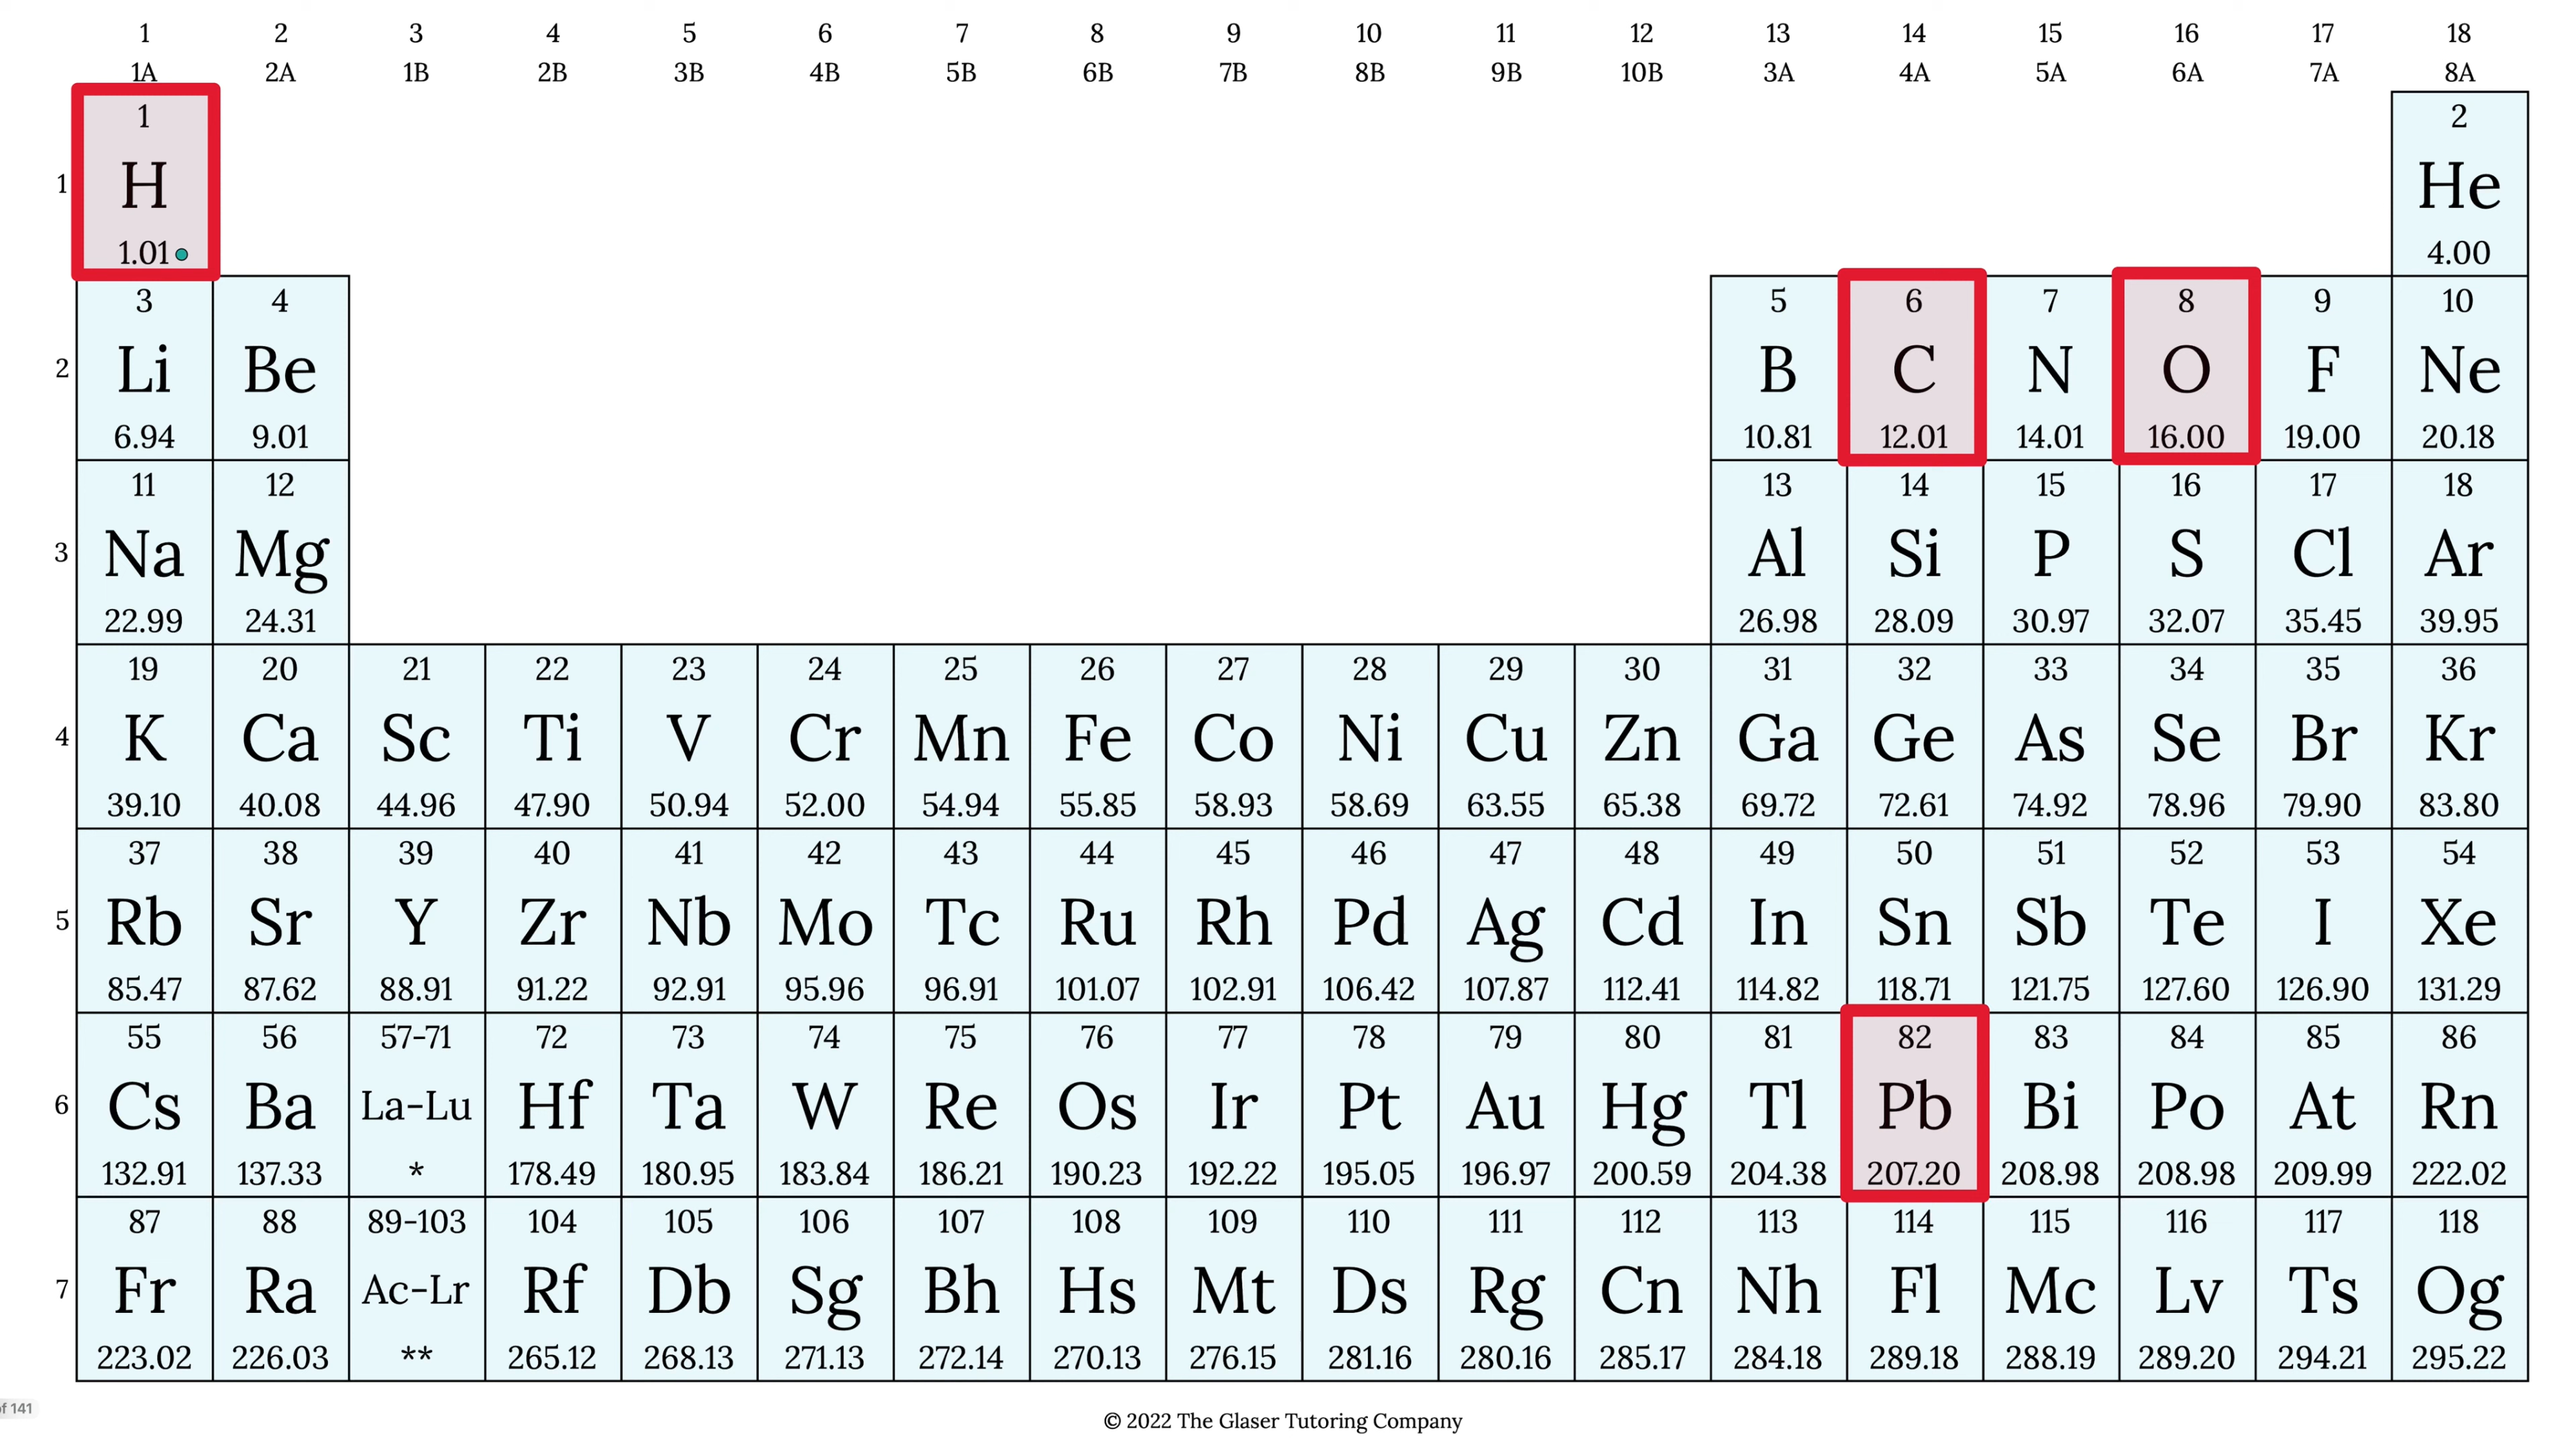 1 2 3 4 5 6 7 8 9 10 11 12 13 14 15 16 17 18
1A 2A 1B 2B 3B 4B 5B 6B 7B 8B 9B 10B 3A 4A 5A 6A 7A 8A
1 2
1 H He
1.01 4.00
3 4 5 6 7 8 9 10
2 Li Be B C N O F Ne
6.94 9.01 10.81 12.01 14.01 16.00 19.00 20.18
11 12 13 14 15 16 17 18
3 Na Mg Al Si P S Cl Ar
22.99 24.31 26.98 28.09 30.97 32.07 35.45 39.95
19 20 21 22 23 24 25 26 27 28 29 30 31 32 33 34 35 36
4 K Ca Sc Ti V Cr Mn Fe Co Ni Cu Zn Ga Ge As Se Br Kr
39.10 40.08 44.96 47.90 50.94 52.00 54.94 55.85 58.93 58.69 63.55 65.38 69.72 72.61 74.92 78.96 79.90 83.80
37 38 39 40 41 42 43 44 45 46 47 48 49 50 51 52 53 54
5 Rb Sr Y Zr Nb Mo Tc Ru Rh Pd Ag Cd In Sn Sb Te I Xe
85.47 87.62 88.91 91.22 92.91 95.96 96.91 101.07 102.91 106.42 107.87 112.41 114.82 118.71 121.75 127.60 126.90 131.29
55 56 57-71 72 73 74 75 76 77 78 79 80 81 82 83 84 85 86
6 Cs Ba La-Lu Hf Ta W Re Os Ir Pt Au Hg Tl Pb Bi Po At Rn
132.91 137.33 * 178.49 180.95 183.84 186.21 190.23 192.22 195.05 196.97 200.59 204.38 207.20 208.98 208.98 209.99 222.02
87 88 89-103 104 105 106 107 108 109 110 111 112 113 114 115 116 117 118
7 Fr Ra Ac-Lr Rf Db Sg Bh Hs Mt Ds Rg Cn Nh Fl Mc Lv Ts Og
223.02 226.03 ** 265.12 268.13 271.13 272.14 270.13 276.15 281.16 280.16 285.17 284.18 289.18 288.19 289.20 294.21 295.22
of 141
© 2022 The Glaser Tutoring Company